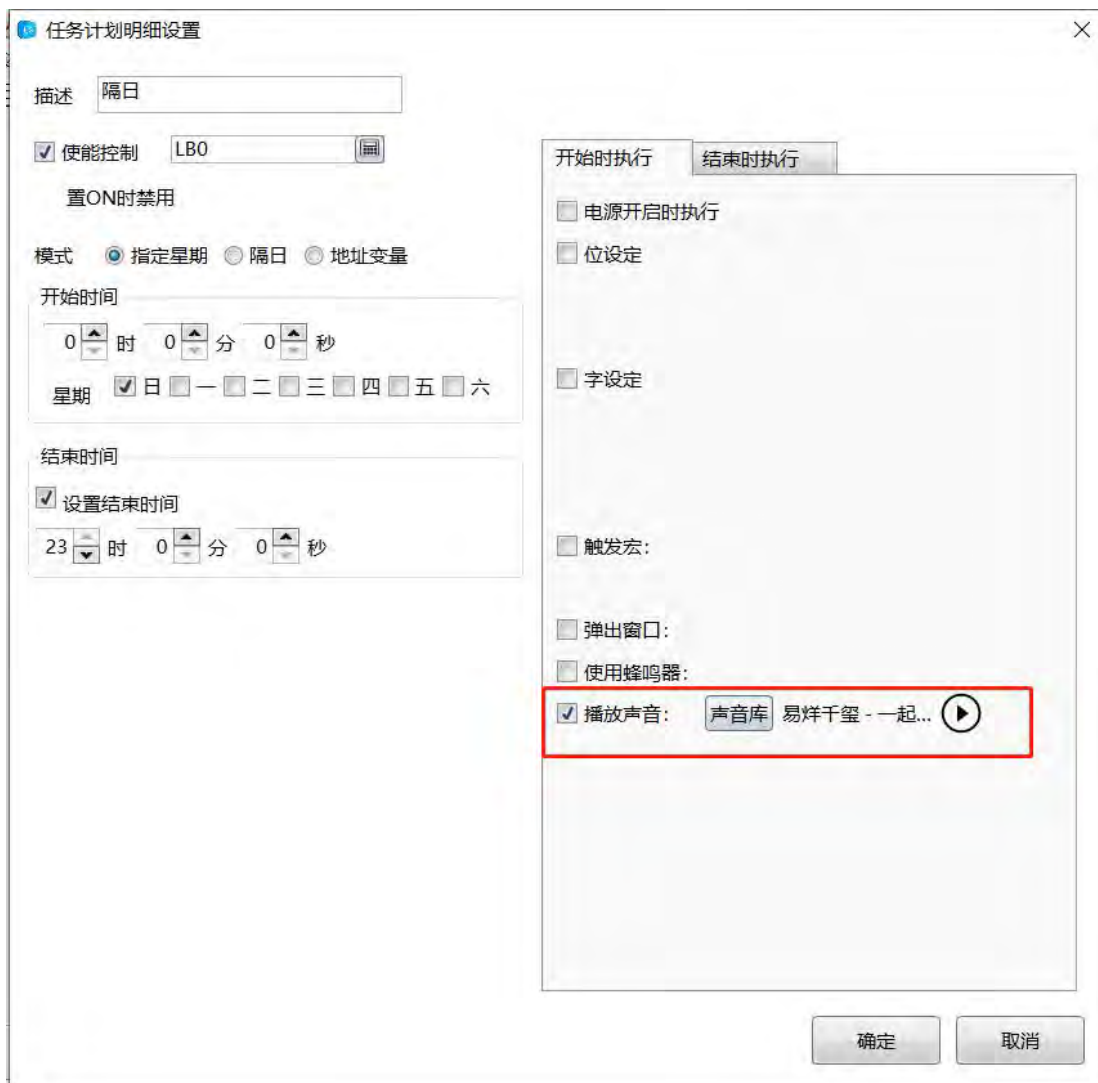 任务计划明细设置
描述 隔日
使能控制 LB0
置ON时禁用
模式 指定星期 隔日 地址变量
开始时间
0 时 0 分 0 秒
星期 日 一 二 三 四 五 六
结束时间
设置结束时间
23 时 0 分 0 秒
开始时执行 结束时执行
电源开启时执行
位设定
字设定
触发宏:
弹出窗口:
使用蜂鸣器:
播放声音: 声音库 易烊千玺 - 一起...
确定 取消